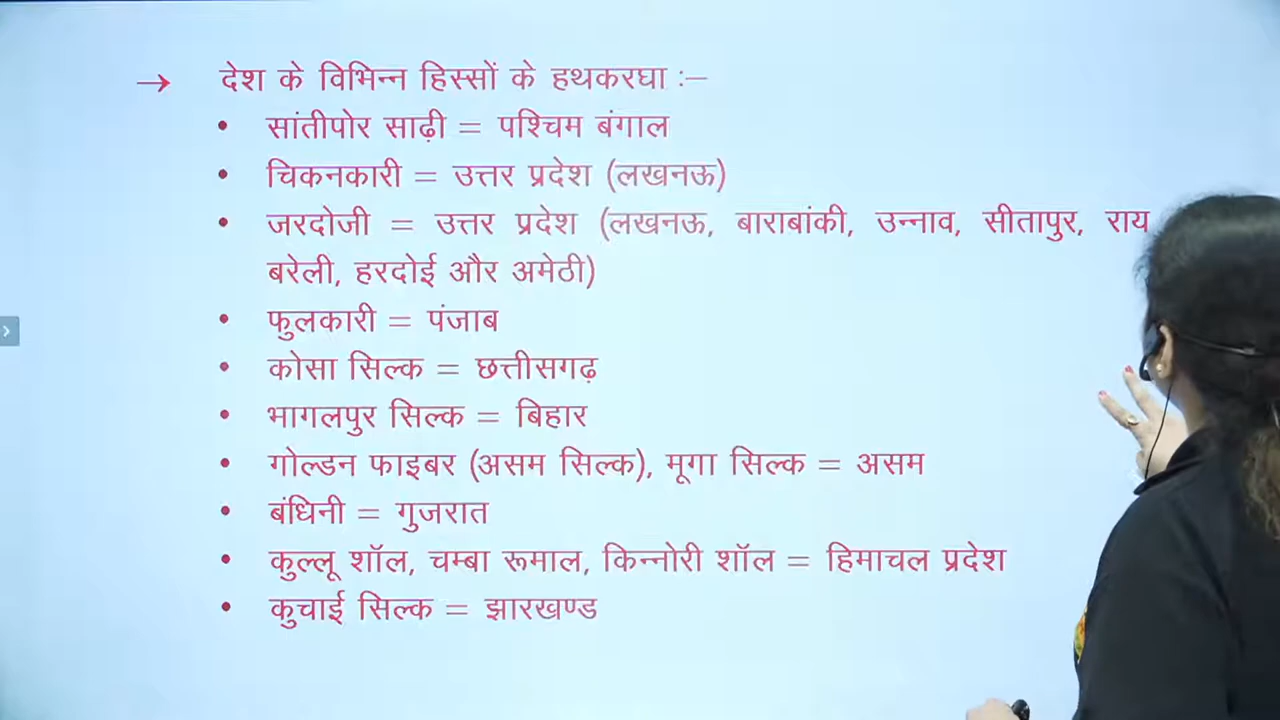 → देश के विभिन्न हिस्सों के हथकरघा :–
• सांतीपोर साढ़ी = पश्चिम बंगाल
• चिकनकारी = उत्तर प्रदेश (लखनऊ)
• जरदोजी = उत्तर प्रदेश (लखनऊ, बाराबांकी, उन्नाव, सीतापुर, राय
बरेली, हरदोई और अमेठी)
• फुलकारी = पंजाब
• कोसा सिल्क = छत्तीसगढ़
• भागलपुर सिल्क = बिहार
• गोल्डन फाइबर (असम सिल्क), मूगा सिल्क = असम
• बंधिनी = गुजरात
• कुल्लू शॉल, चम्बा रूमाल, किन्नोरी शॉल = हिमाचल प्रदेश
• कुचाई सिल्क = झारखण्ड